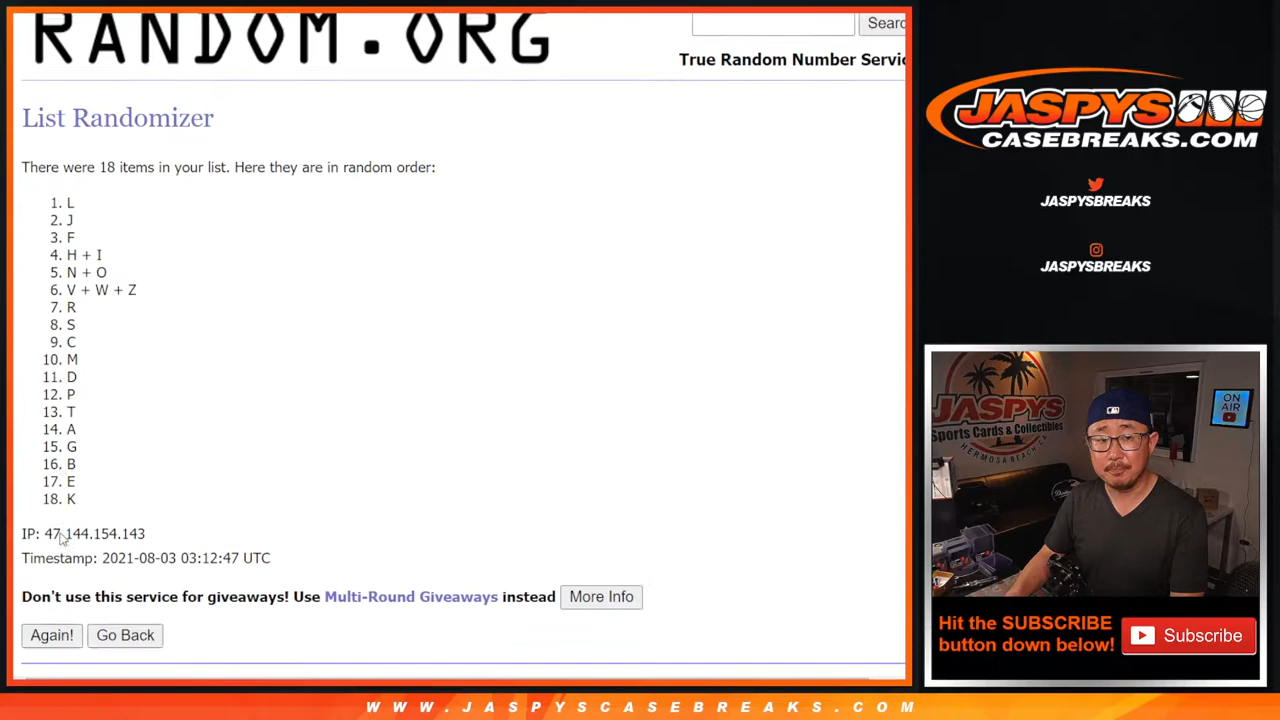 RANDOM.ORG
Searc
True Random Number Servic
List Randomizer
There were 18 items in your list. Here they are in random order:
1. L
2. J
3. F
4. H + I
5. N + O
6. V + W + Z
7. R
8. S
9. C
10. M
11. D
12. P
13. T
14. A
15. G
16. B
17. E
18. K
IP: 47.144.154.143
Timestamp: 2021-08-03 03:12:47 UTC
Don't use this service for giveaways! Use Multi-Round Giveaways instead More Info
Again! Go Back
JASPYS
CASEBREAKS.COM
JASPYSBREAKS
JASPYSBREAKS
JASPYS
Sports Cards & Collectibles
HERMOSA BEACH CA
ON
AIR
Hit the SUBSCRIBE
button down below!
Subscribe
WWW.JASPYSCASEBREAKS.COM